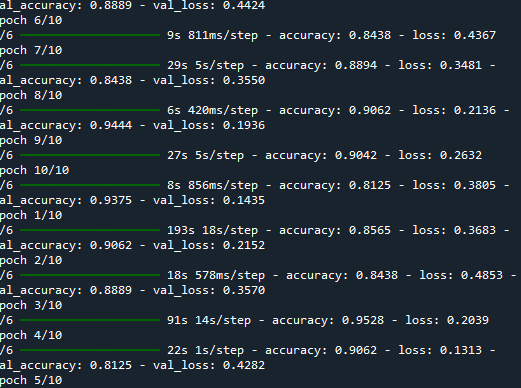 al_accuracy: 0.8889 - val_loss: 0.4424
poch 6/10
/6 ━━━━━━━━━━━━━━━━━━━━ 9s 811ms/step - accuracy: 0.8438 - loss: 0.4367
poch 7/10
/6 ━━━━━━━━━━━━━━━━━━━━ 29s 5s/step - accuracy: 0.8894 - loss: 0.3481 -
al_accuracy: 0.8438 - val_loss: 0.3550
poch 8/10
/6 ━━━━━━━━━━━━━━━━━━━━ 6s 420ms/step - accuracy: 0.9062 - loss: 0.2136 -
al_accuracy: 0.9444 - val_loss: 0.1936
poch 9/10
/6 ━━━━━━━━━━━━━━━━━━━━ 27s 5s/step - accuracy: 0.9042 - loss: 0.2632
poch 10/10
/6 ━━━━━━━━━━━━━━━━━━━━ 8s 856ms/step - accuracy: 0.8125 - loss: 0.3805 -
al_accuracy: 0.9375 - val_loss: 0.1435
poch 1/10
/6 ━━━━━━━━━━━━━━━━━━━━ 193s 18s/step - accuracy: 0.8565 - loss: 0.3683 -
al_accuracy: 0.9062 - val_loss: 0.2152
poch 2/10
/6 ━━━━━━━━━━━━━━━━━━━━ 18s 578ms/step - accuracy: 0.8438 - loss: 0.4853 -
al_accuracy: 0.8889 - val_loss: 0.3570
poch 3/10
/6 ━━━━━━━━━━━━━━━━━━━━ 91s 14s/step - accuracy: 0.9528 - loss: 0.2039
poch 4/10
/6 ━━━━━━━━━━━━━━━━━━━━ 22s 1s/step - accuracy: 0.9062 - loss: 0.1313 -
al_accuracy: 0.8125 - val_loss: 0.4282
poch 5/10